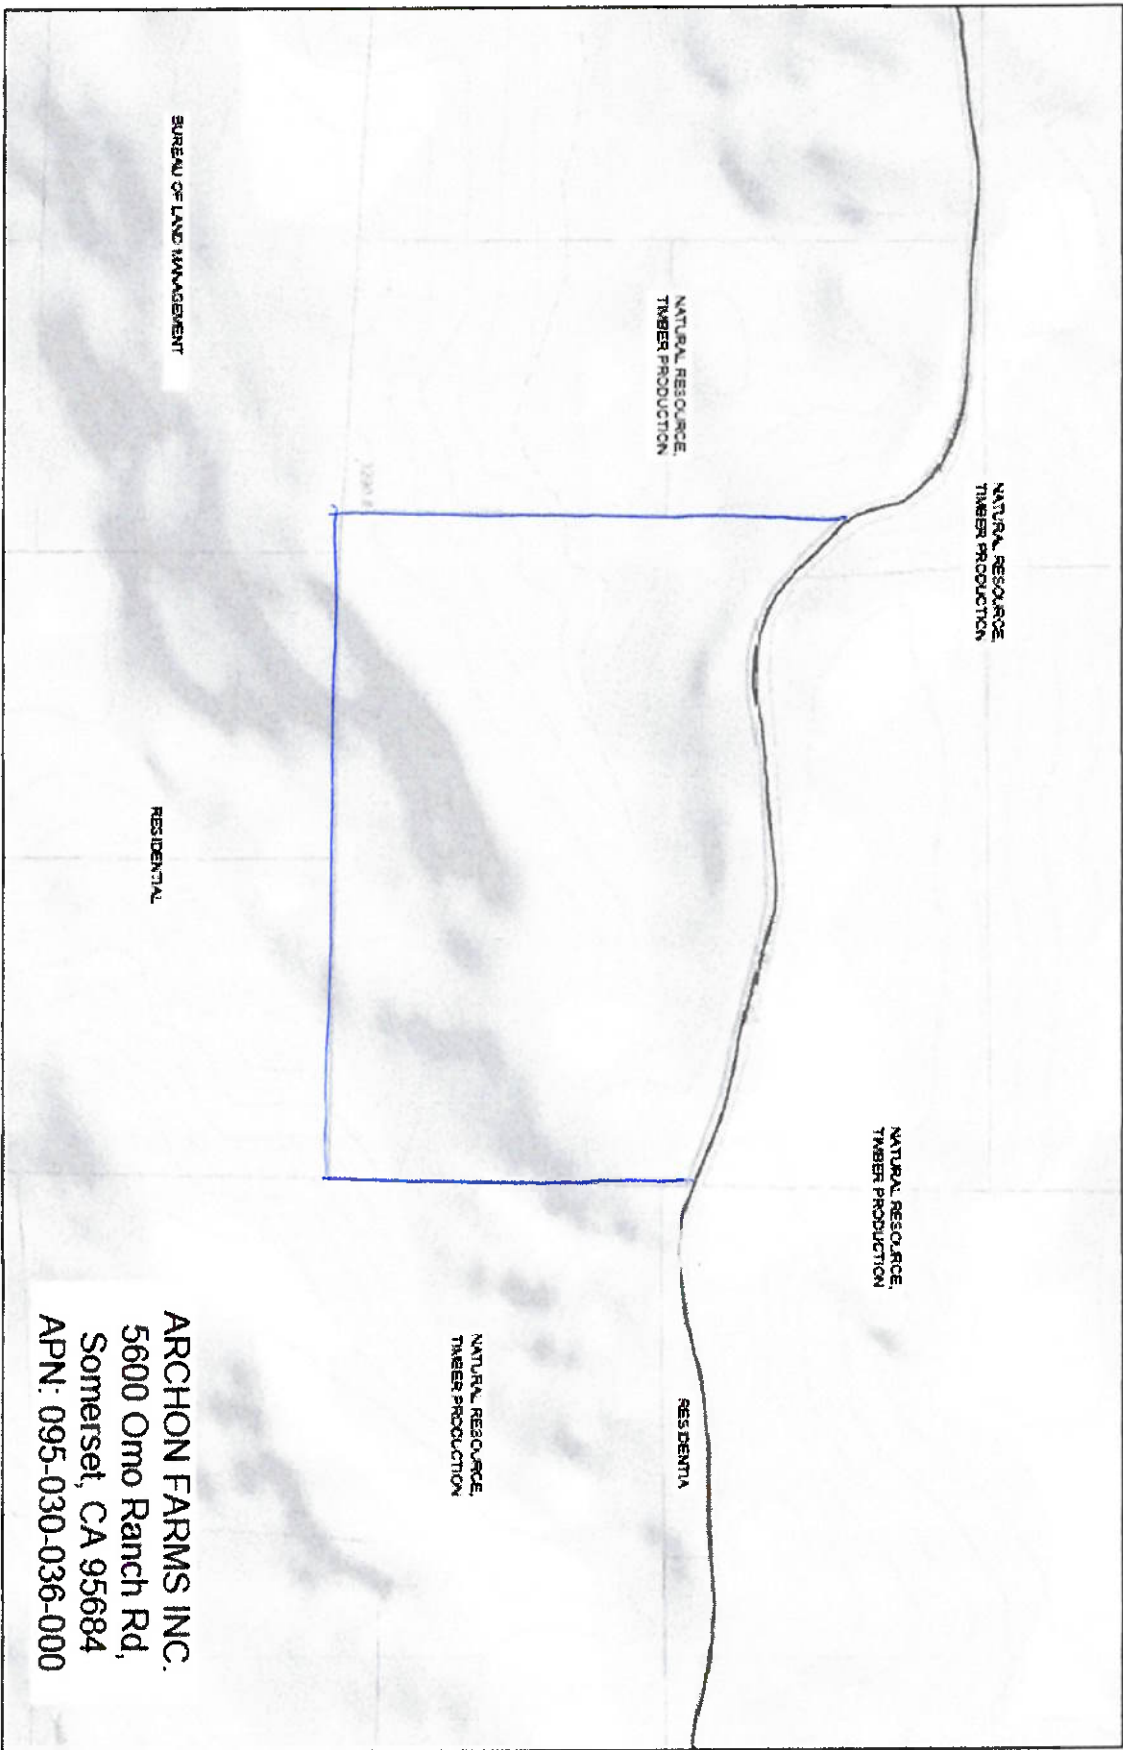 NATURAL RESOURCE,
TIMBER PRODUCTION
NATURAL RESOURCE,
TIMBER PRODUCTION
NATURAL RESOURCE,
TIMBER PRODUCTION
RESIDENTIA
NATURAL RESOURCE,
TIMBER PRODUCTION
BUREAU OF LAND MANAGEMENT
RESIDENTIAL
ARCHON FARMS INC.
5600 Omo Ranch Rd,
Somerset, CA 95684
APN: 095-030-036-000